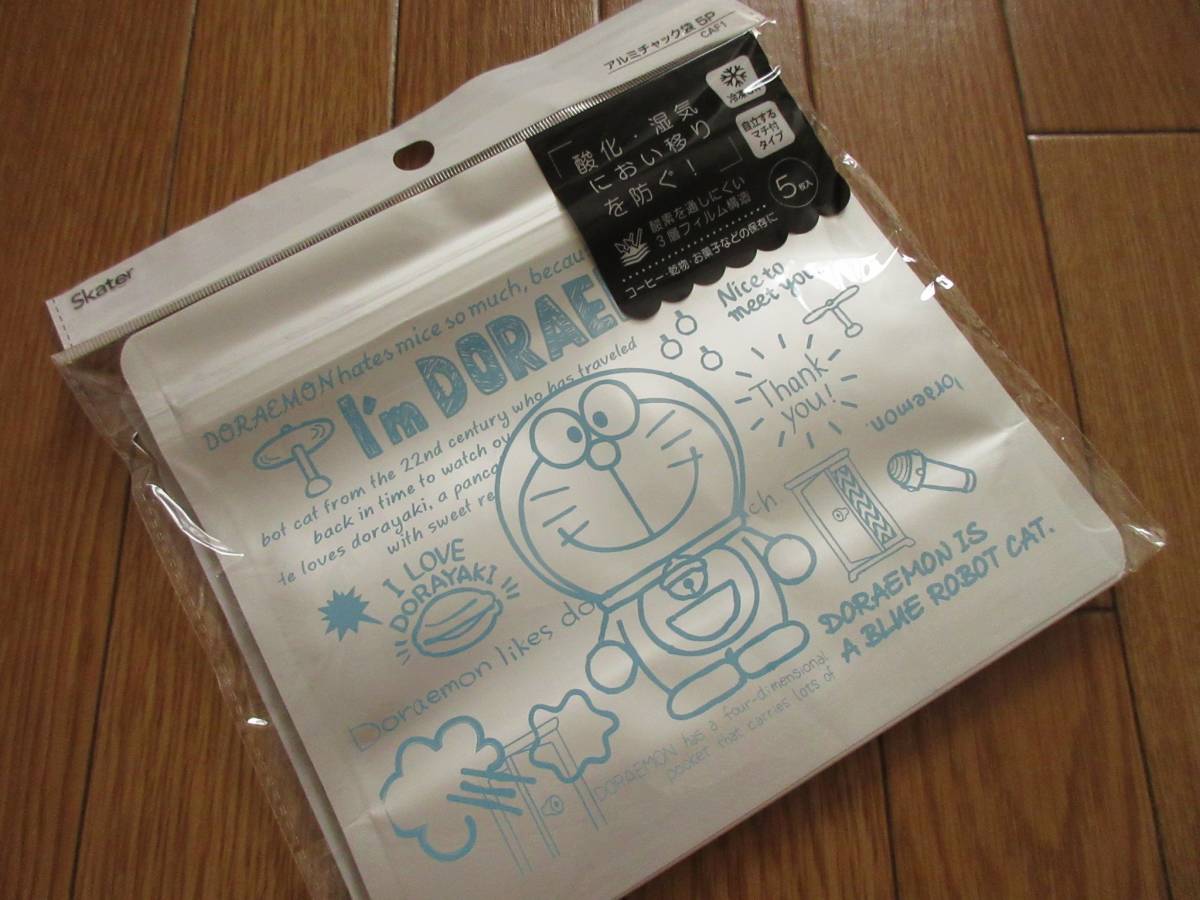 アルミチャック袋 5P
CAF1
Skater
冷凍
酸化・湿気
におい移り
を防ぐ!
自立する
マチ付
タイプ
酸素を通しにくい
3層フィルム構造
5枚入
コーヒー・乾物・お菓子などの保存に
DORAEMON hates mice so much, becau
I'm DORAE
Nice to
meet you
bot cat from the 22nd century who has traveled
back in time to watch ov
te loves dorayaki, a panca
with sweet re
Thank
you!
oraemon
I LOVE
DORAYAKI
ch
Doraemon likes do
DORAEMON IS
A BLUE ROBOT CAT.
DORAEMON has a four-dimensional
pocket that carries lots of